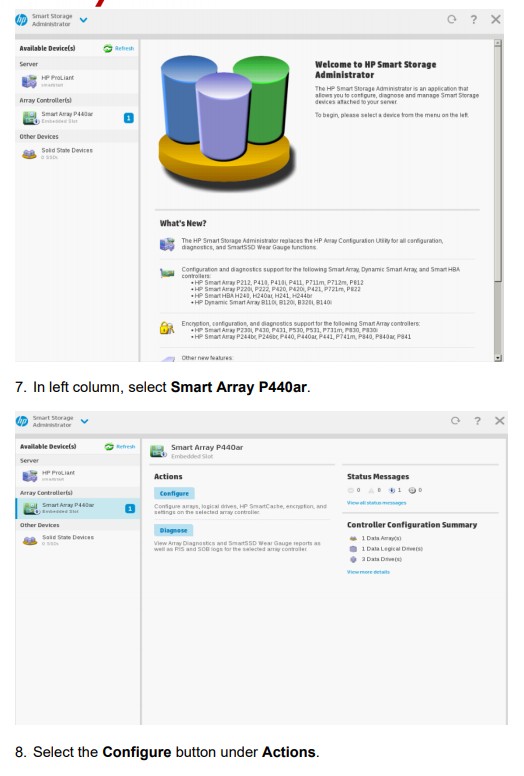 hp Smart Storage
Administrator
?
Available Device(s)
Refresh
Server
HP ProLiant
Array Controller(s)
Smart Array P440ar
Embedded Slot
1
Other Devices
Solid State Devices
0 SSDs
Welcome to HP Smart Storage
Administrator
The HP Smart Storage Administrator is an application that
allows you to configure, diagnose and manage Smart Storage
devices attached to your server.
To begin, please select a device from the menu on the left.
What's New?
The HP Smart Storage Administrator replaces the HP Array Configuration Utility for all configuration,
diagnostics, and SmartSSD Wear Gauge functions.
Configuration and diagnostics support for the following Smart Array, Dynamic Smart Array, and Smart HBA
controllers:
• HP Smart Array P212, P410, P410i, P411, P711m, P712m, P812
• HP Smart Array P220i, P222, P420, P420i, P421, P721m, P822
• HP Smart HBA H240, H240ar, H241, H244br
• HP Dynamic Smart Array B110i, B120i, B320i, B140i
Encryption, configuration, and diagnostics support for the following Smart Array controllers:
• HP Smart Array P230i, P430, P431, P530, P531, P731m, P830, P830i
• HP Smart Array P244br, P246br, P440, P440ar, P441, P741m, P840, P840ar, P841
Other new features:
7. In left column, select Smart Array P440ar.
hp Smart Storage
Administrator
?
Available Device(s)
Refresh
Server
HP ProLiant
Array Controller(s)
Smart Array P440ar
Embedded Slot
1
Other Devices
Solid State Devices
0 SSDs
Smart Array P440ar
Embedded Slot
Actions
Configure
Configure arrays, logical drives, HP SmartCache, encryption, and
settings on the selected array controller.
Diagnose
View Array Diagnostics and SmartSSD Wear Gauge reports as
well as PIS and SOB logs for the selected array controller.
Status Messages
0 0 1 0
View all status messages
Controller Configuration Summary
1 Data Array(s)
1 Data Logical Drive(s)
3 Data Drive(s)
View more details
8. Select the Configure button under Actions.